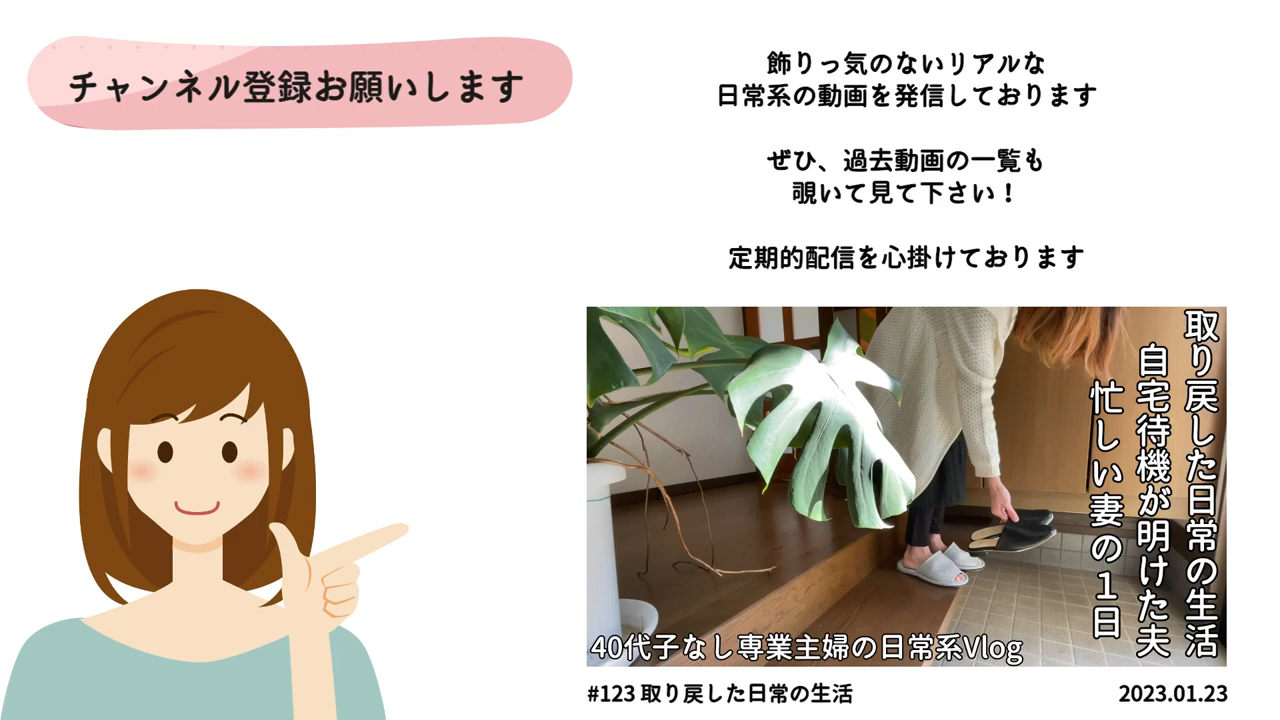 チャンネル登録お願いします
飾りっ気のないリアルな
日常系の動画を発信しております
ぜひ、過去動画の一覧も
覗いて見て下さい！
定期的配信を心掛けております
取り戻した日常の生活
自宅待機が明けた夫
忙しい妻の１日
40代子なし専業主婦の日常系Vlog
#123 取り戻した日常の生活
2023.01.23